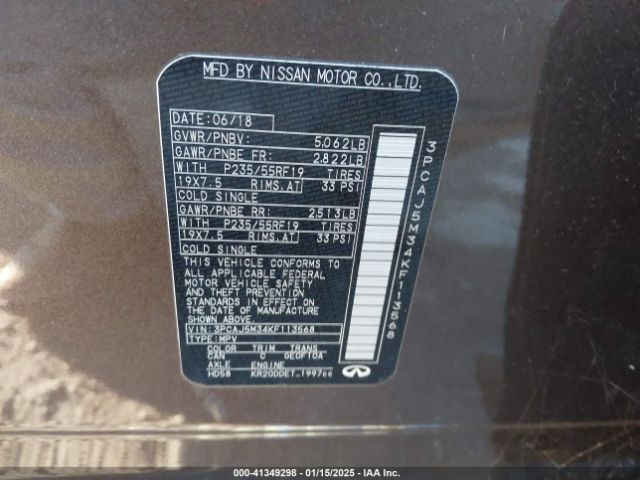 MFD BY NISSAN MOTOR CO.,LTD.
DATE: 06/18
GVWR/PNBV: 5,062LB
GAWR/PNBE FR: 2,822LB
WITH P235/55RF19 TIRES
19X7.5 RIMS.AT 33 PSI
COLD SINGLE
GAWR/PNBE RR: 2,513LB
WITH P235/55RF19 TIRES
19X7.5 RIMS.AT 33 PSI
COLD SINGLE
THIS VEHICLE CONFORMS TO
ALL APPLICABLE FEDERAL
MOTOR VEHICLE SAFETY
AND THEFT PREVENTION
STANDARDS IN EFFECT ON
THE DATE OF MANUFACTURE
SHOWN ABOVE.
VIN: 3PCAJ5M34KF113568
TYPE:MPV
COLOR TRIM TRANS
CAN C GE0F10A
AXLE ENGINE
HD58 KR20DDET 1997cc
3PCAJ5M34KF113568
000-41349298 - 01/15/2025 - IAA Inc.